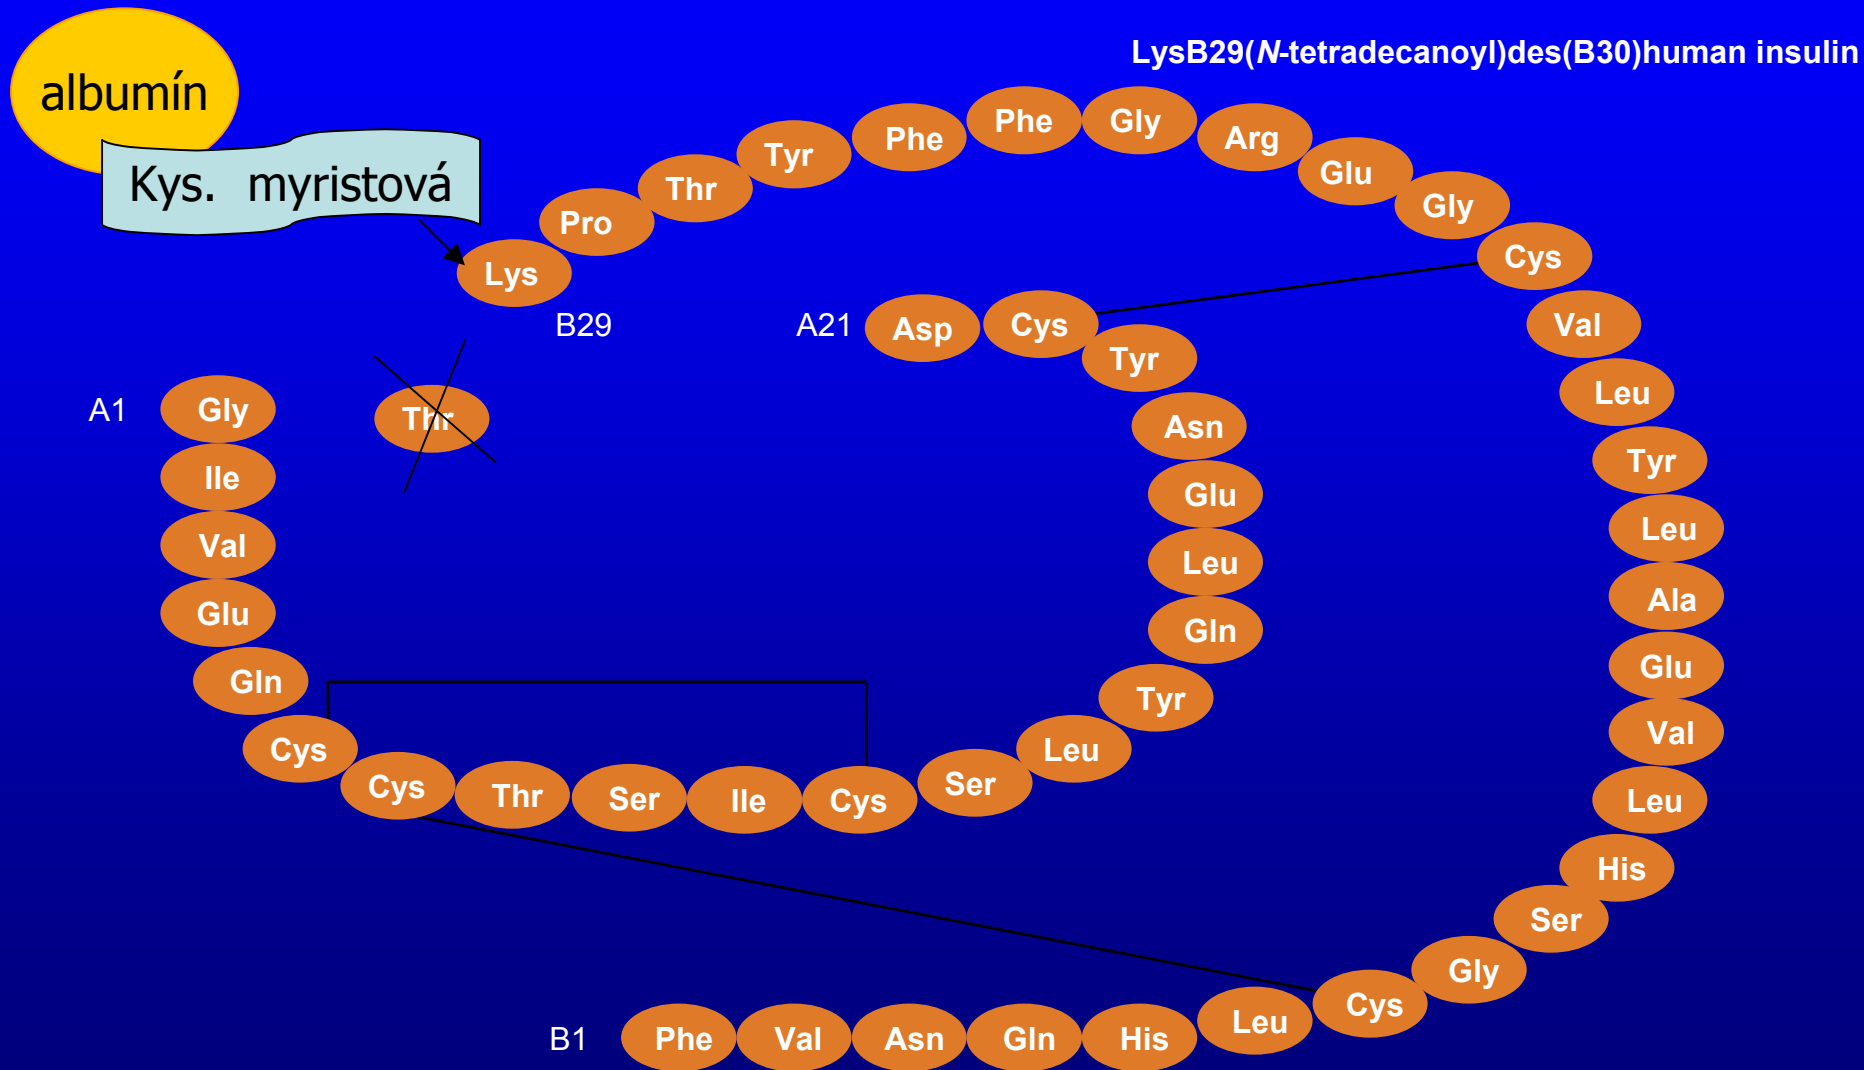 LysB29(N-tetradecanoyl)des(B30)human insulin
albumín
Kys. myristová
Lys
Pro
Thr
Tyr
Phe
Phe
Gly
Arg
Glu
Gly
Cys
Val
Leu
Tyr
Leu
Ala
Glu
Val
Leu
His
Ser
Gly
Cys
Leu
His
Gln
Asn
Val
Phe
B1
B29
A21
Asp
Cys
Tyr
Asn
Glu
Leu
Gln
Tyr
Leu
Ser
Cys
Ile
Ser
Thr
Cys
Cys
Gln
Glu
Val
Ile
Gly
A1
Thr